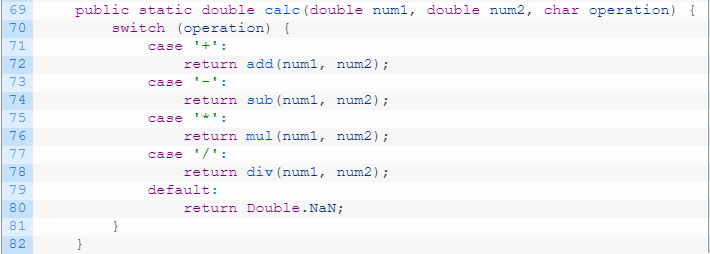 69 public static double calc(double num1, double num2, char operation) {
70 switch (operation) {
71 case '+':
72 return add(num1, num2);
73 case '-':
74 return sub(num1, num2);
75 case '*':
76 return mul(num1, num2);
77 case '/':
78 return div(num1, num2);
79 default:
80 return Double.NaN;
81 }
82 }